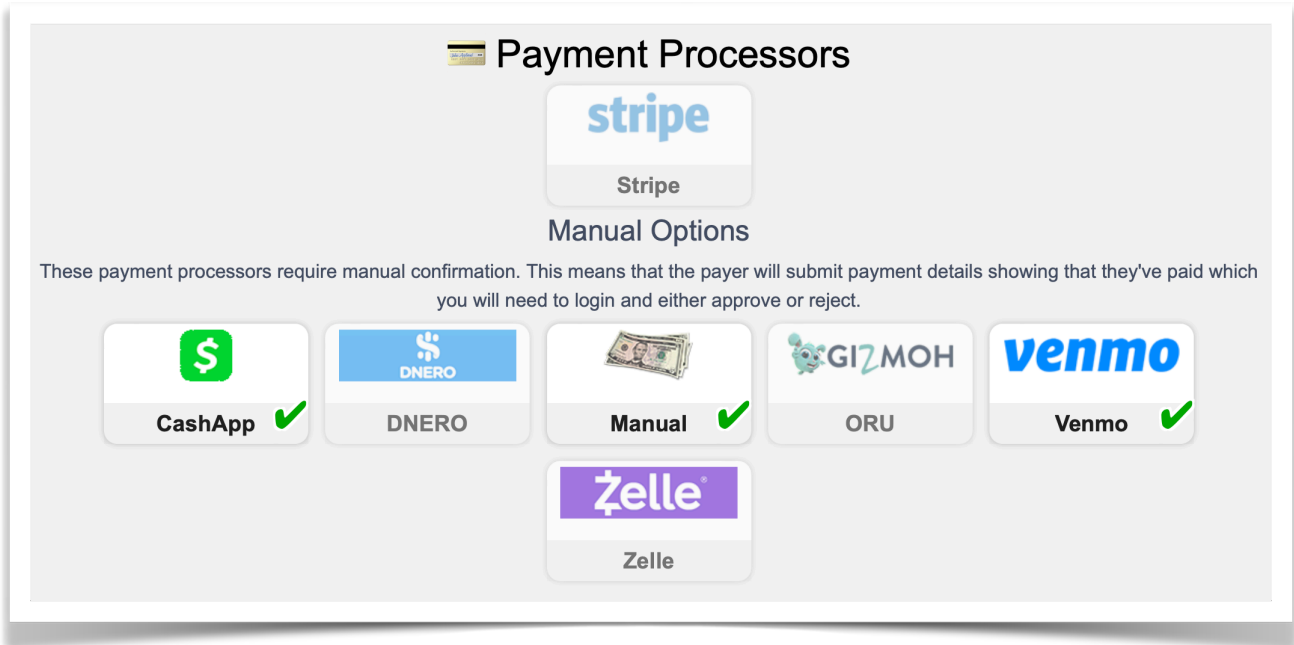 Payment Processors
stripe
Stripe
Manual Options
These payment processors require manual confirmation. This means that the payer will submit payment details showing that they've paid which
you will need to login and either approve or reject.
$ DNERO GIZMOH venmo
CashApp DNERO Manual ORU Venmo
Zelle®
Zelle